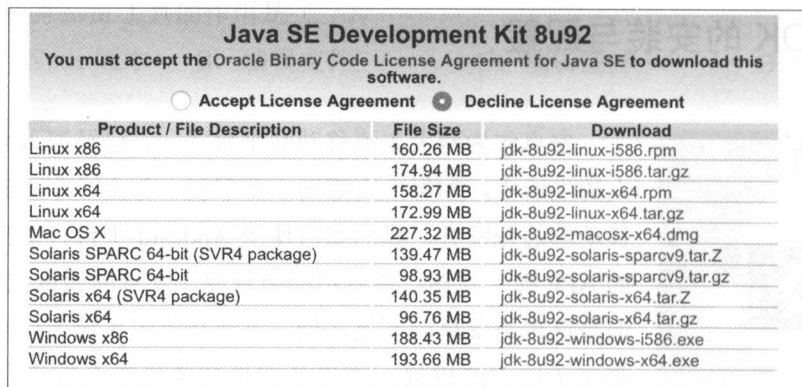 DK 的安装与
Java SE Development Kit 8u92
You must accept the Oracle Binary Code License Agreement for Java SE to download this
software.
Accept License Agreement Decline License Agreement
Product / File Description File Size Download
Linux x86 160.26 MB jdk-8u92-linux-i586.rpm
Linux x86 174.94 MB jdk-8u92-linux-i586.tar.gz
Linux x64 158.27 MB jdk-8u92-linux-x64.rpm
Linux x64 172.99 MB jdk-8u92-linux-x64.tar.gz
Mac OS X 227.32 MB jdk-8u92-macosx-x64.dmg
Solaris SPARC 64-bit (SVR4 package) 139.47 MB jdk-8u92-solaris-sparcv9.tar.Z
Solaris SPARC 64-bit 98.93 MB jdk-8u92-solaris-sparcv9.tar.gz
Solaris x64 (SVR4 package) 140.35 MB jdk-8u92-solaris-x64.tar.Z
Solaris x64 96.76 MB jdk-8u92-solaris-x64.tar.gz
Windows x86 188.43 MB jdk-8u92-windows-i586.exe
Windows x64 193.66 MB jdk-8u92-windows-x64.exe